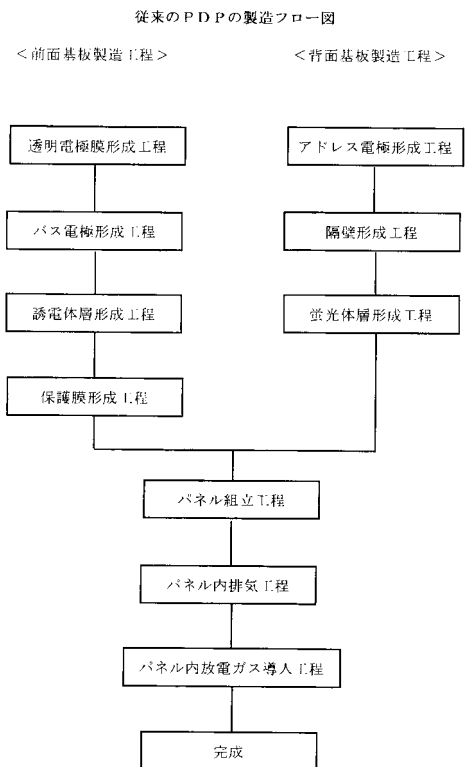 従来のＰＤＰの製造フロー図
＜前面基板製造工程＞
＜背面基板製造工程＞
透明電極膜形成工程
アドレス電極形成工程
バス電極形成工程
隔壁形成工程
誘電体層形成工程
蛍光体層形成工程
保護膜形成工程
パネル組立工程
パネル内排気工程
パネル内放電ガス導入工程
完成